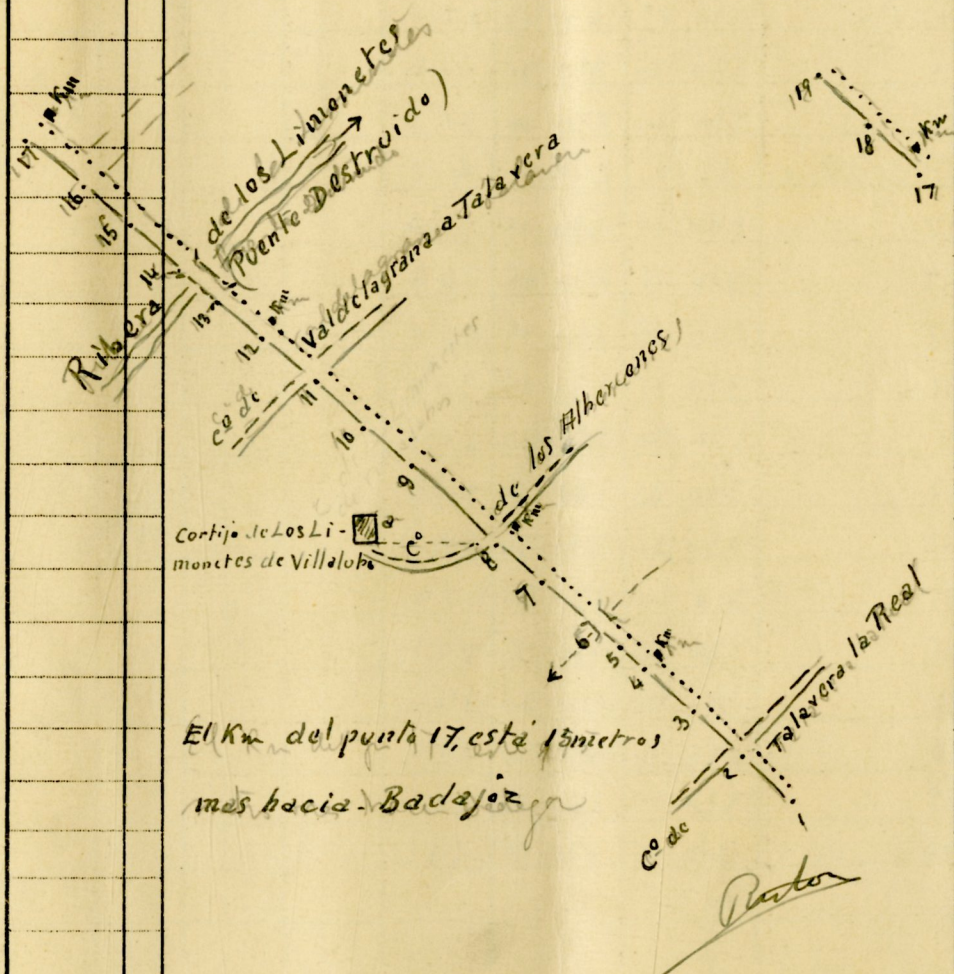 Ribera de los Limonetes
(Puente Destruido)
Cº de Valdelagrana a Talavera
Cº de los Albercones
Cortijo de Los Li-
monetes de Villalobo
a
Cº de Talavera la Real
El Km del punto 17, está 15 metros
mas hacia - Badajoz
19
18
Km
17
17
Km
16
15
14
13
12
Km
11
10
9
8
Km
7
6
5
4
Km
3
2
1